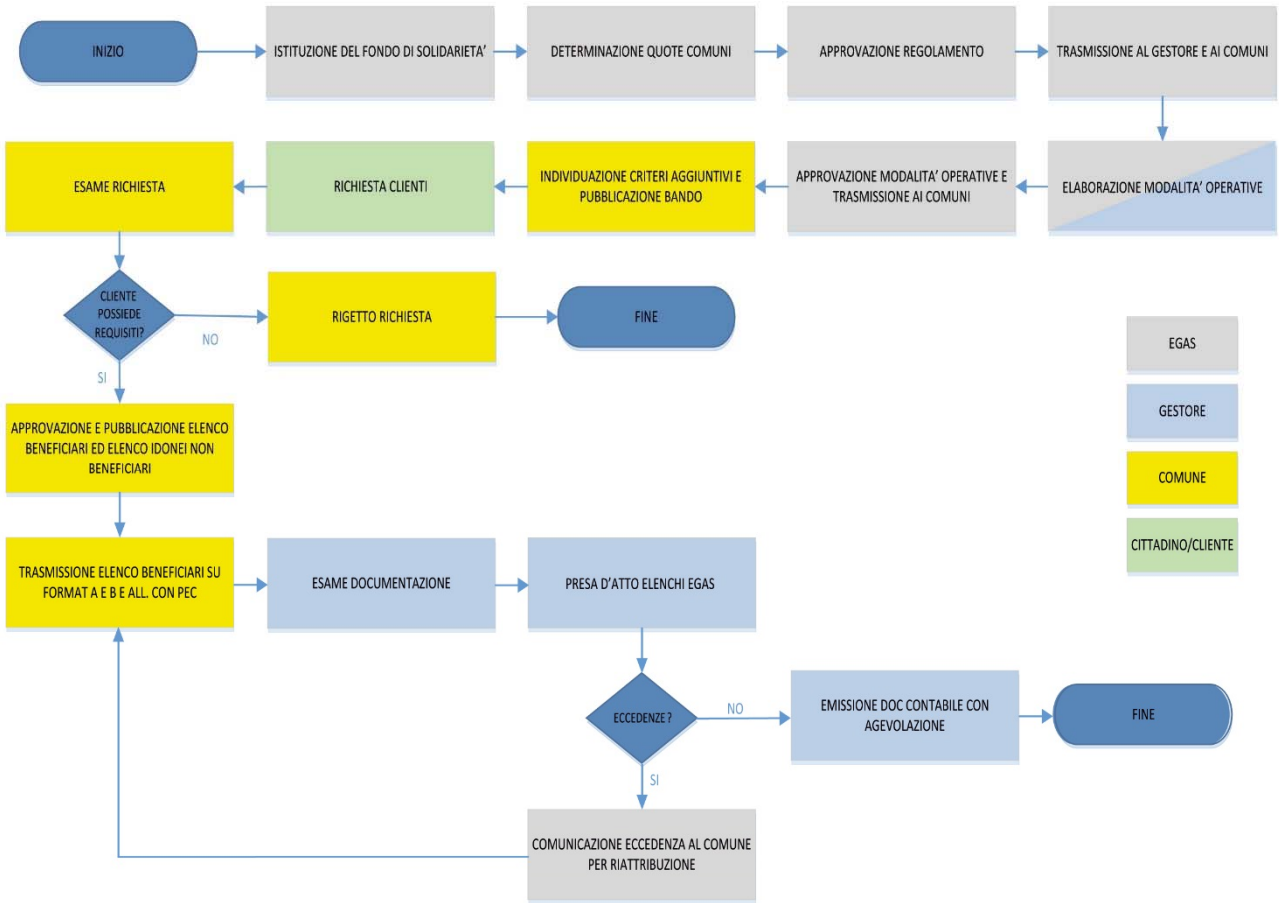 INIZIO
ISTITUZIONE DEL FONDO DI SOLIDARIETA'
DETERMINAZIONE QUOTE COMUNI
APPROVAZIONE REGOLAMENTO
TRASMISSIONE AL GESTORE E AI COMUNI
ELABORAZIONE MODALITA' OPERATIVE
APPROVAZIONE MODALITA' OPERATIVE E
TRASMISSIONE AI COMUNI
INDIVIDUAZIONE CRITERI AGGIUNTIVI E
PUBBLICAZIONE BANDO
RICHIESTA CLIENTI
ESAME RICHIESTA
CLIENTE
POSSIEDE
REQUISITI?
NO
RIGETTO RICHIESTA
FINE
SI
APPROVAZIONE E PUBBLICAZIONE ELENCO
BENEFICIARI ED ELENCO IDONEI NON
BENEFICIARI
TRASMISSIONE ELENCO BENEFICIARI SU
FORMAT A E B E ALL. CON PEC
ESAME DOCUMENTAZIONE
PRESA D'ATTO ELENCHI EGAS
ECCEDENZE ?
NO
EMISSIONE DOC CONTABILE CON
AGEVOLAZIONE
FINE
SI
COMUNICAZIONE ECCEDENZA AL COMUNE
PER RIATTRIBUZIONE
EGAS
GESTORE
COMUNE
CITTADINO/CLIENTE